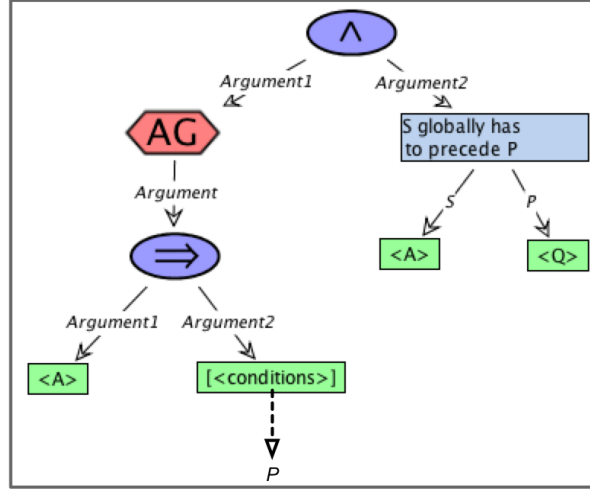 ∧
Argument1
Argument2
AG
S globally has
to precede P
Argument
S
P
<A>
<Q>
⇒
Argument1
Argument2
<A>
[<conditions>]
P